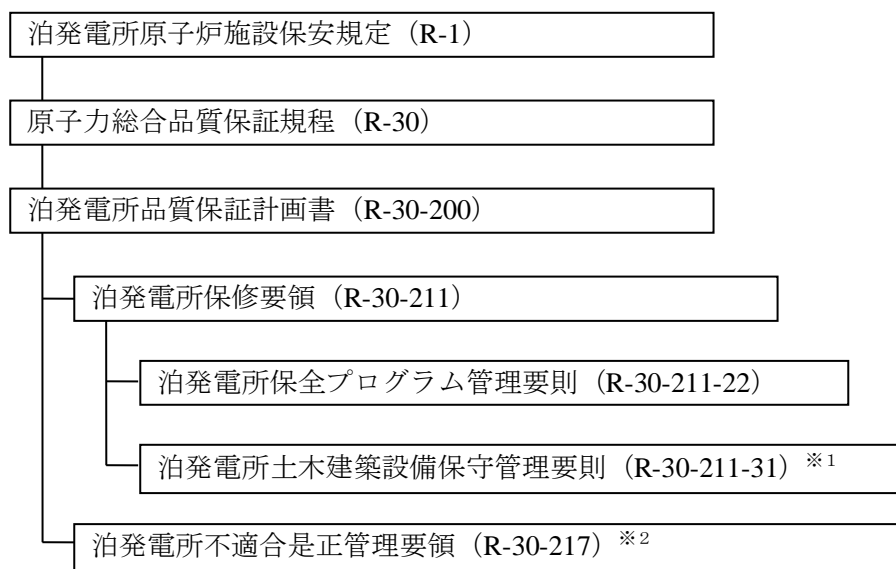 泊発電所原子炉施設保安規定（R-1）
原子力総合品質保証規程（R-30）
泊発電所品質保証計画書（R-30-200）
泊発電所保修要領（R-30-211）
泊発電所保全プログラム管理要則（R-30-211-22）
泊発電所土木建築設備保守管理要則（R-30-211-31）※1
泊発電所不適合是正管理要領（R-30-217）※2